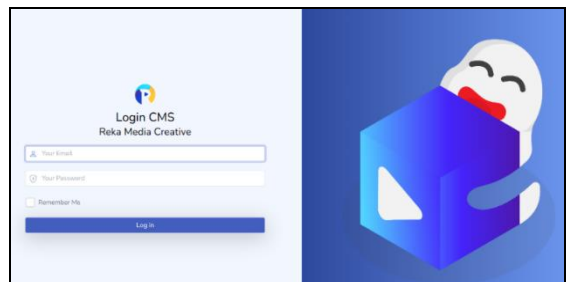 Login CMS
Reka Media Creative
Your Email
Your Password
Remember Me
Log In